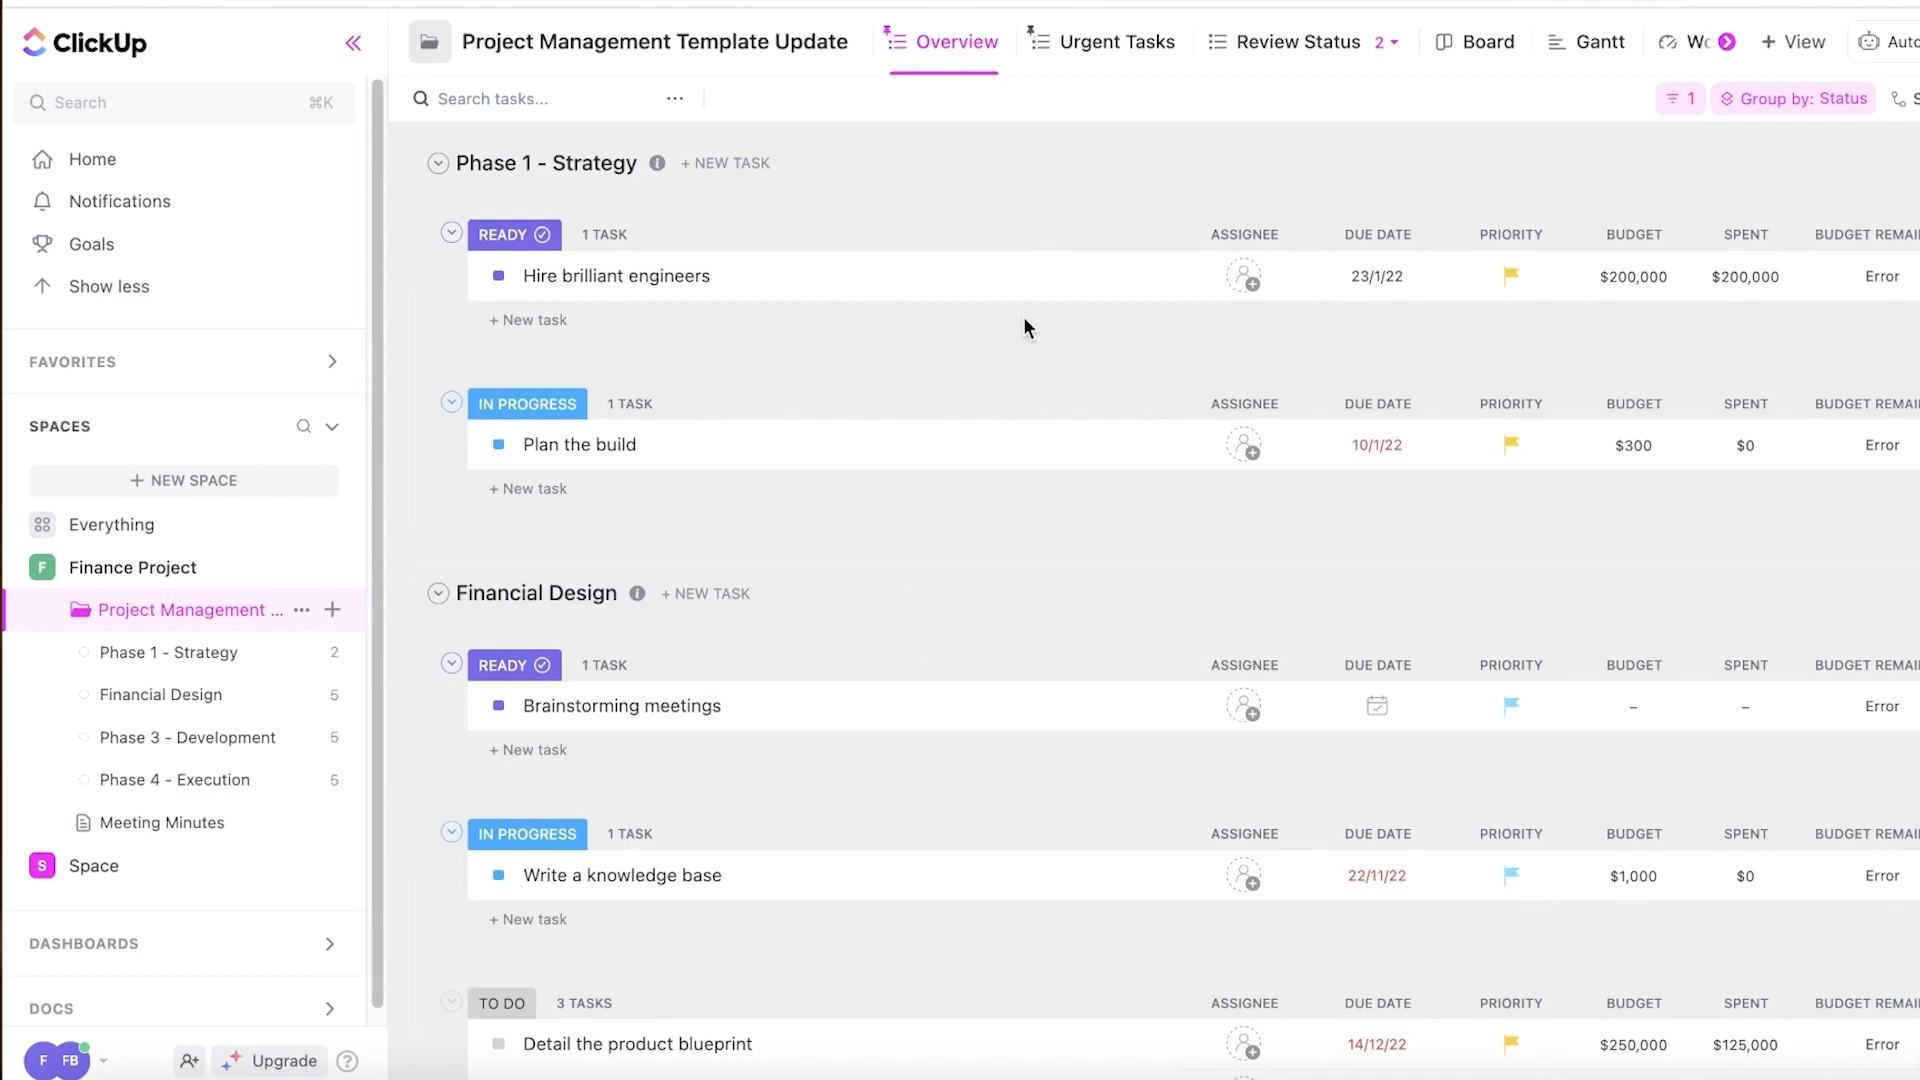 ClickUp
Search ⌘K
Home
Notifications
Goals
Show less
FAVORITES
SPACES
+ NEW SPACE
Everything
F Finance Project
Project Management ...
Phase 1 - Strategy 2
Financial Design 5
Phase 3 - Development 5
Phase 4 - Execution 5
Meeting Minutes
S Space
DASHBOARDS
DOCS
F FB Upgrade ?
Project Management Template Update Overview Urgent Tasks Review Status 2 Board Gantt + View
Search tasks... ... 1 Group by: Status
Phase 1 - Strategy + NEW TASK
READY 1 TASK ASSIGNEE DUE DATE PRIORITY BUDGET SPENT BUDGET REMAI
Hire brilliant engineers 23/1/22 $200,000 $200,000 Error
+ New task
IN PROGRESS 1 TASK ASSIGNEE DUE DATE PRIORITY BUDGET SPENT BUDGET REMAI
Plan the build 10/1/22 $300 $0 Error
+ New task
Financial Design + NEW TASK
READY 1 TASK ASSIGNEE DUE DATE PRIORITY BUDGET SPENT BUDGET REMAI
Brainstorming meetings – – Error
+ New task
IN PROGRESS 1 TASK ASSIGNEE DUE DATE PRIORITY BUDGET SPENT BUDGET REMAI
Write a knowledge base 22/11/22 $1,000 $0 Error
+ New task
TO DO 3 TASKS ASSIGNEE DUE DATE PRIORITY BUDGET SPENT BUDGET REMAI
Detail the product blueprint 14/12/22 $250,000 $125,000 Error